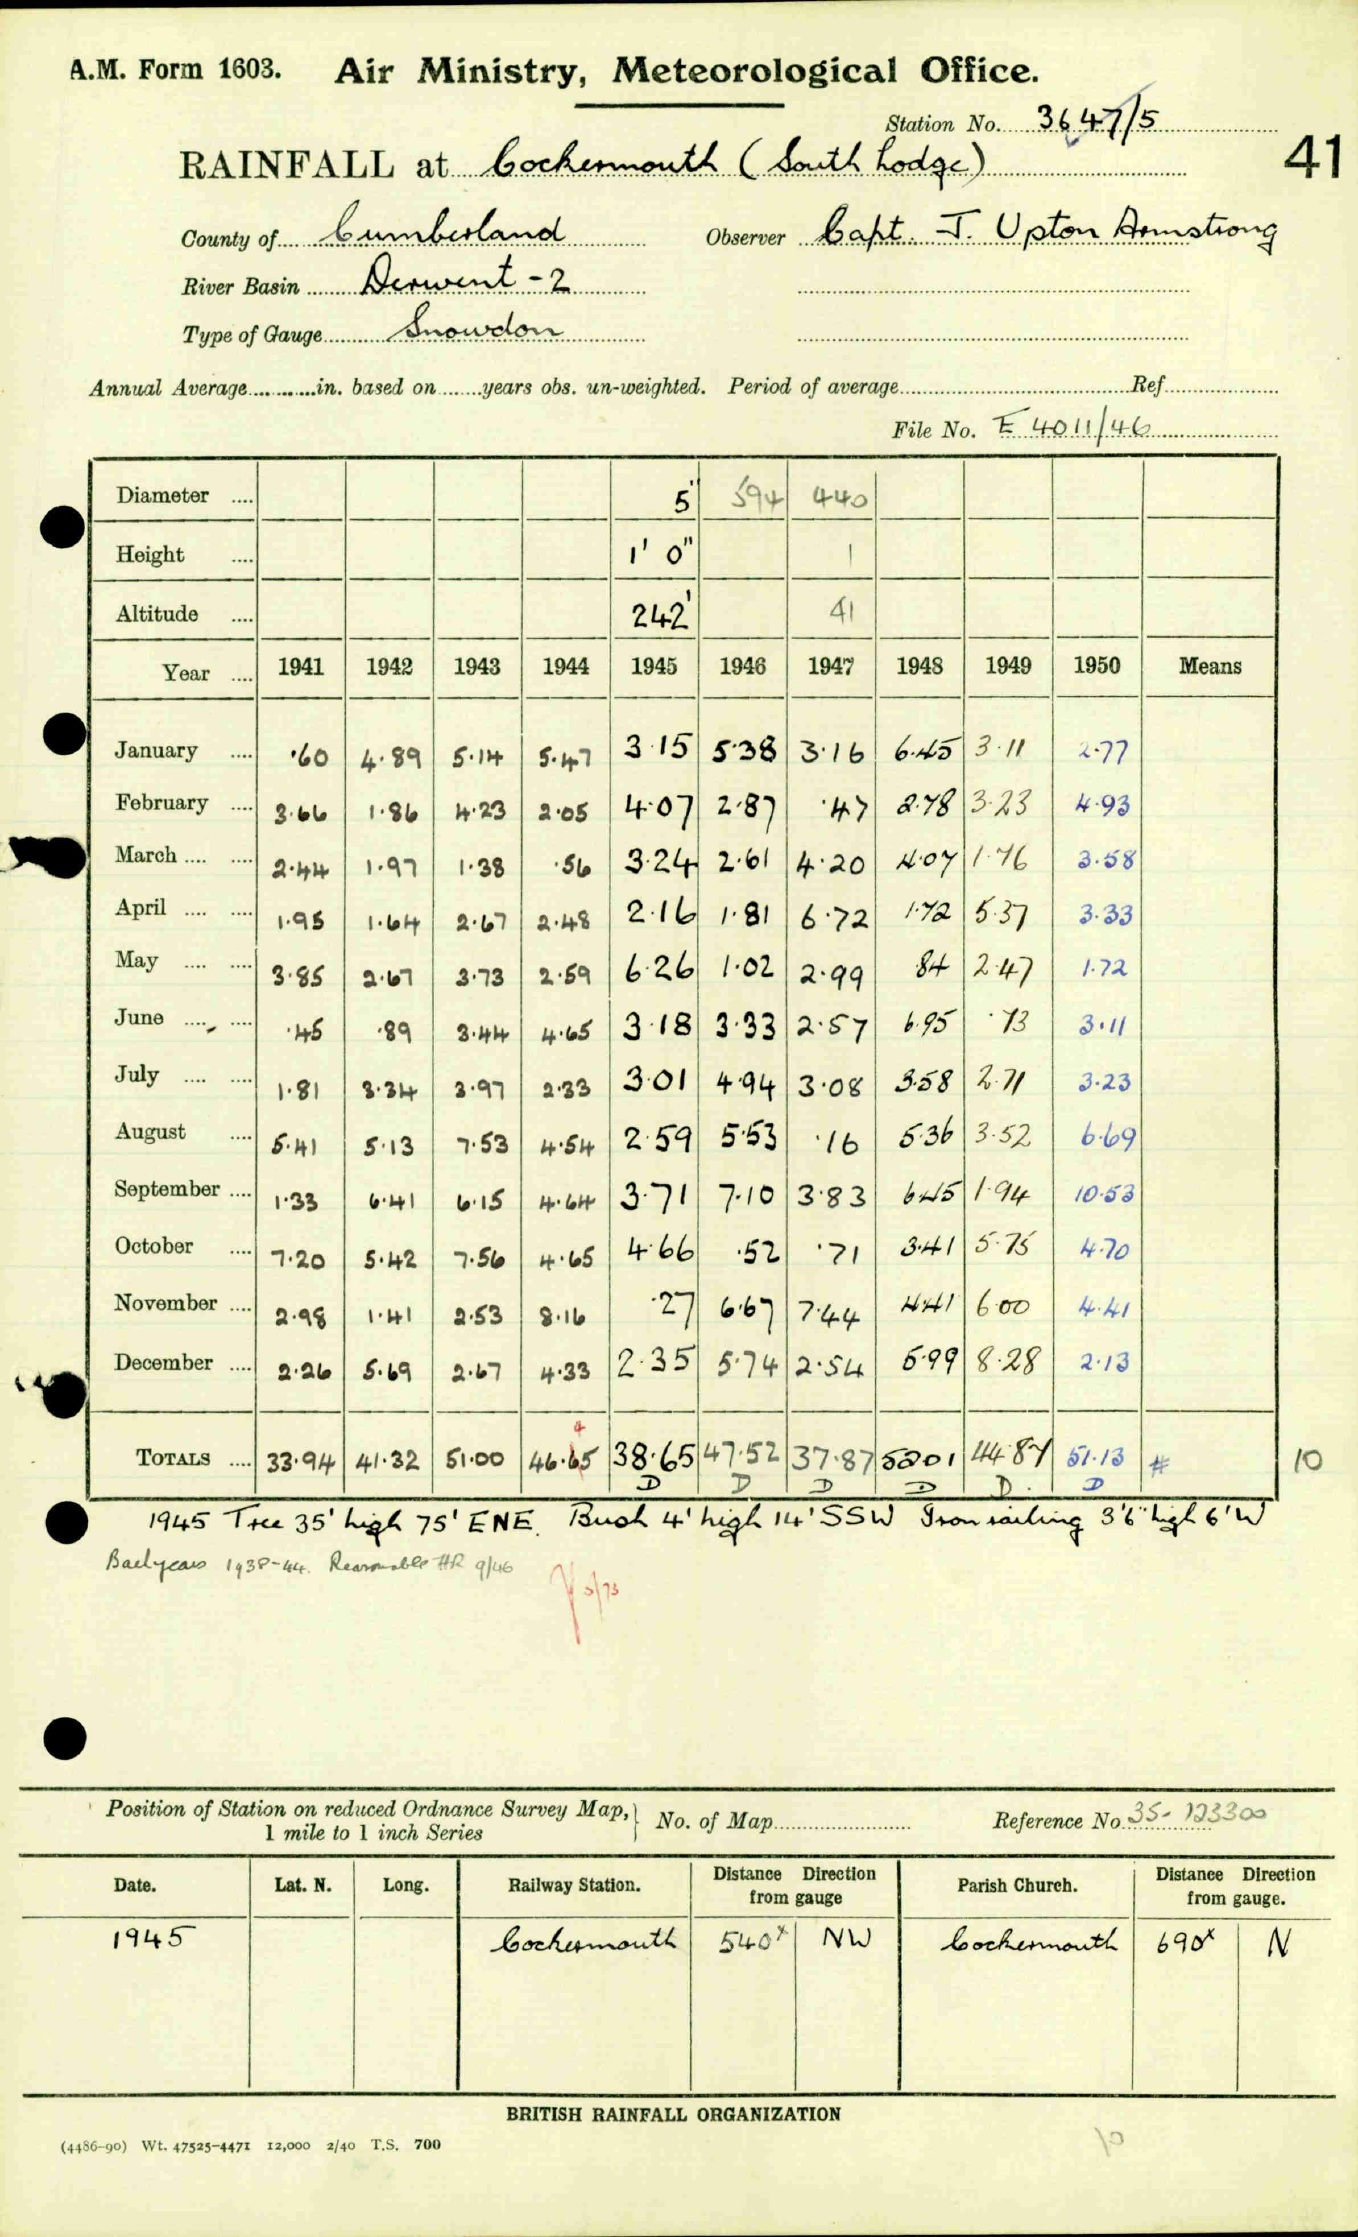 A.M. Form 1603. Air Ministry, Meteorological Office.
Station No. 3647/5
41
RAINFALL at Cockermouth (South Lodge)
County of Cumberland Observer Capt. J. Upton Armstrong
River Basin Derwent - 2
Type of Gauge Snowdon
Annual Average in. based on years obs. un-weighted. Period of average Ref
File No. E 4011/46
Diameter 5" 594 440
Height 1' 0" 1
Altitude 242' 41
Year 1941 1942 1943 1944 1945 1946 1947 1948 1949 1950 Means
January ·60 4·89 5·14 5·47 3·15 5·38 3·16 6·45 3·11 2·77
February 3·66 1·86 4·23 2·05 4·07 2·87 ·47 2·78 3·23 4·93
March 2·44 1·97 1·38 ·56 3·24 2·61 4·20 4·07 1·76 3·58
April 1·95 1·64 2·67 2·48 2·16 1·81 6·72 1·72 5·37 3·33
May 3·85 2·67 3·73 2·59 6·26 1·02 2·99 84 2·47 1·72
June ·45 ·89 3·44 4·65 3·18 3·33 2·57 6·95 ·73 3·11
July 1·81 3·34 3·97 2·33 3·01 4·94 3·08 3·58 2·71 3·23
August 5·41 5·13 7·53 4·54 2·59 5·53 ·16 5·36 3·52 6·69
September 1·33 6·41 6·15 4·64 3·71 7·10 3·83 6·45 1·94 10·53
October 7·20 5·42 7·56 4·65 4·66 ·52 ·71 3·41 5·75 4·70
November 2·98 1·41 2·53 8·16 ·27 6·67 7·44 4·41 6·00 4·41
December 2·26 5·69 2·67 4·33 2·35 5·74 2·54 5·99 8·28 2·13
4
TOTALS 33·94 41·32 51·00 46·65 38·65 47·52 37·87 52·01 44·87 51·13 # 10
D D D D D. D
1945 Tree 35' high 75' ENE. Bush 4' high 14' SSW Iron railing 3'6" high 6' W
Backyears 1938-44. Reasonable HR 9/46
3/73
Position of Station on reduced Ordnance Survey Map, No. of Map Reference No. 35- 123300
1 mile to 1 inch Series
Date. Lat. N. Long. Railway Station. Distance Direction from gauge Parish Church. Distance Direction from gauge.
1945 Cockermouth 540x NW Cockermouth 690x N
BRITISH RAINFALL ORGANIZATION
(4486-90) Wt. 47525-4471 12,000 2/40 T.S. 700
10